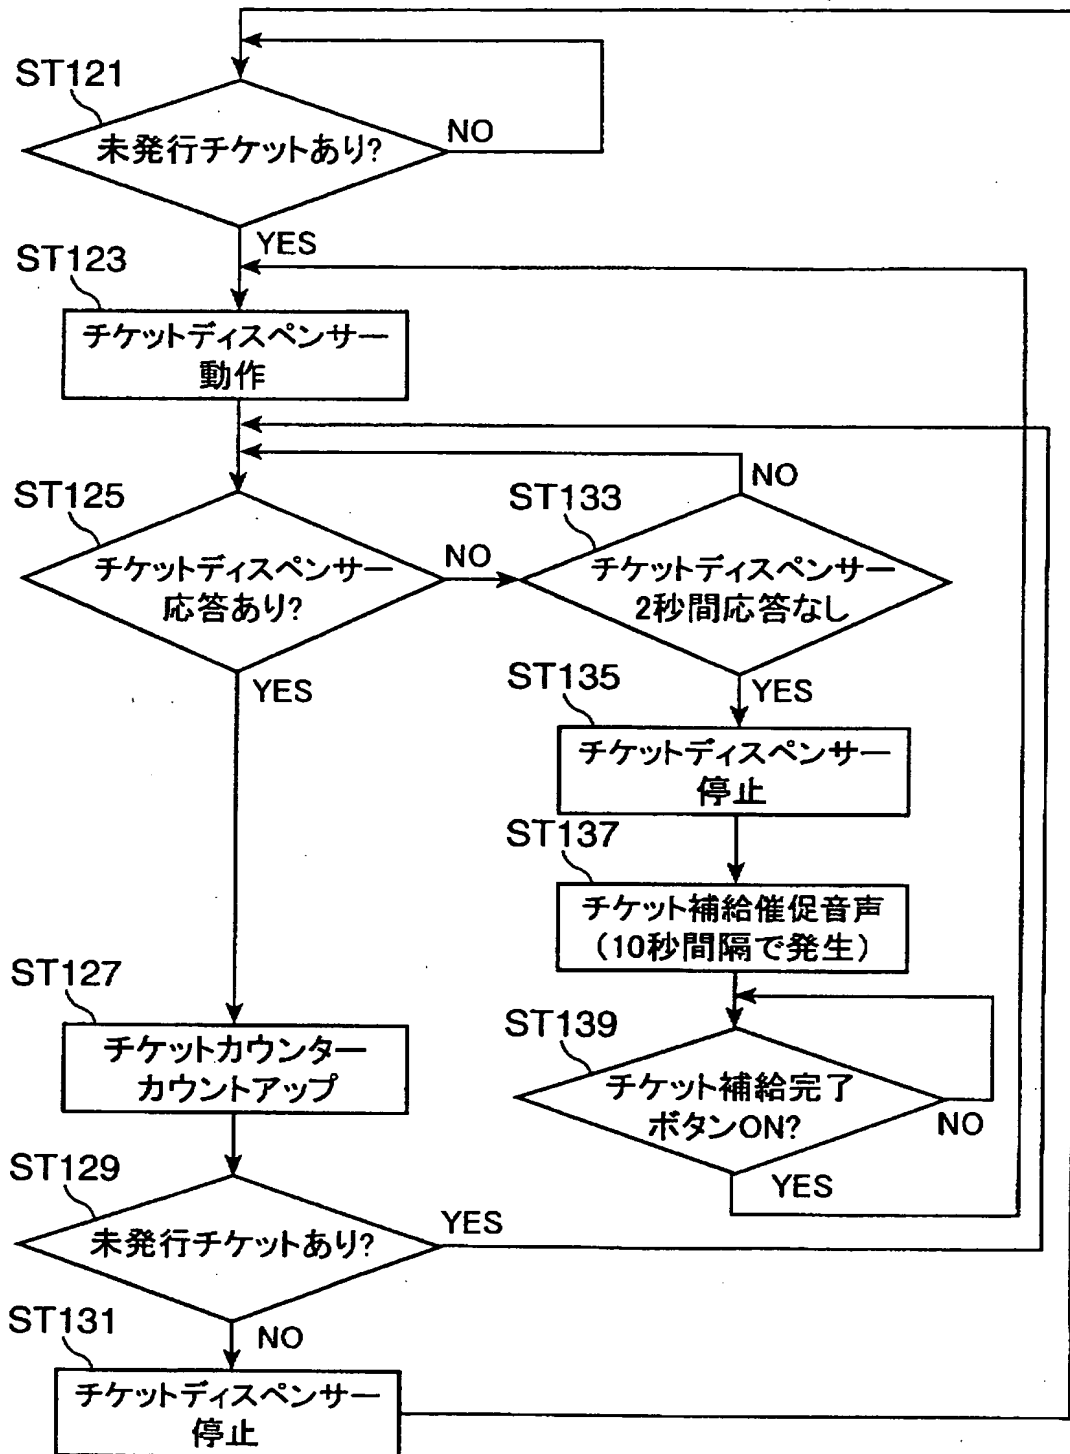 ST121
未発行チケットあり?
NO
YES
ST123
チケットディスペンサー
動作
ST125
チケットディスペンサー
応答あり?
NO
YES
ST133
チケットディスペンサー
2秒間応答なし
NO
YES
ST135
チケットディスペンサー
停止
ST137
チケット補給催促音声
(10秒間隔で発生)
ST139
チケット補給完了
ボタンON?
NO
YES
ST127
チケットカウンター
カウントアップ
ST129
未発行チケットあり?
YES
NO
ST131
チケットディスペンサー
停止